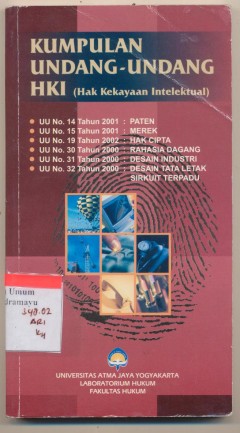 KUMPULAN
UNDANG-UNDANG
HKI (Hak Kekayaan Intelektual)
UU No. 14 Tahun 2001 : PATEN
UU No. 15 Tahun 2001 : MEREK
UU No. 19 Tahun 2002 : HAK CIPTA
UU No. 30 Tahun 2000 : RAHASIA DAGANG
UU No. 31 Tahun 2000 : DESAIN INDUSTRI
UU No. 32 Tahun 2000 : DESAIN TATA LETAK
SIRKUIT TERPADU
Umum
dramayu
340.02
ARI
K4
UNIVERSITAS ATMA JAYA YOGYAKARTA
LABORATORIUM HUKUM
FAKULTAS HUKUM